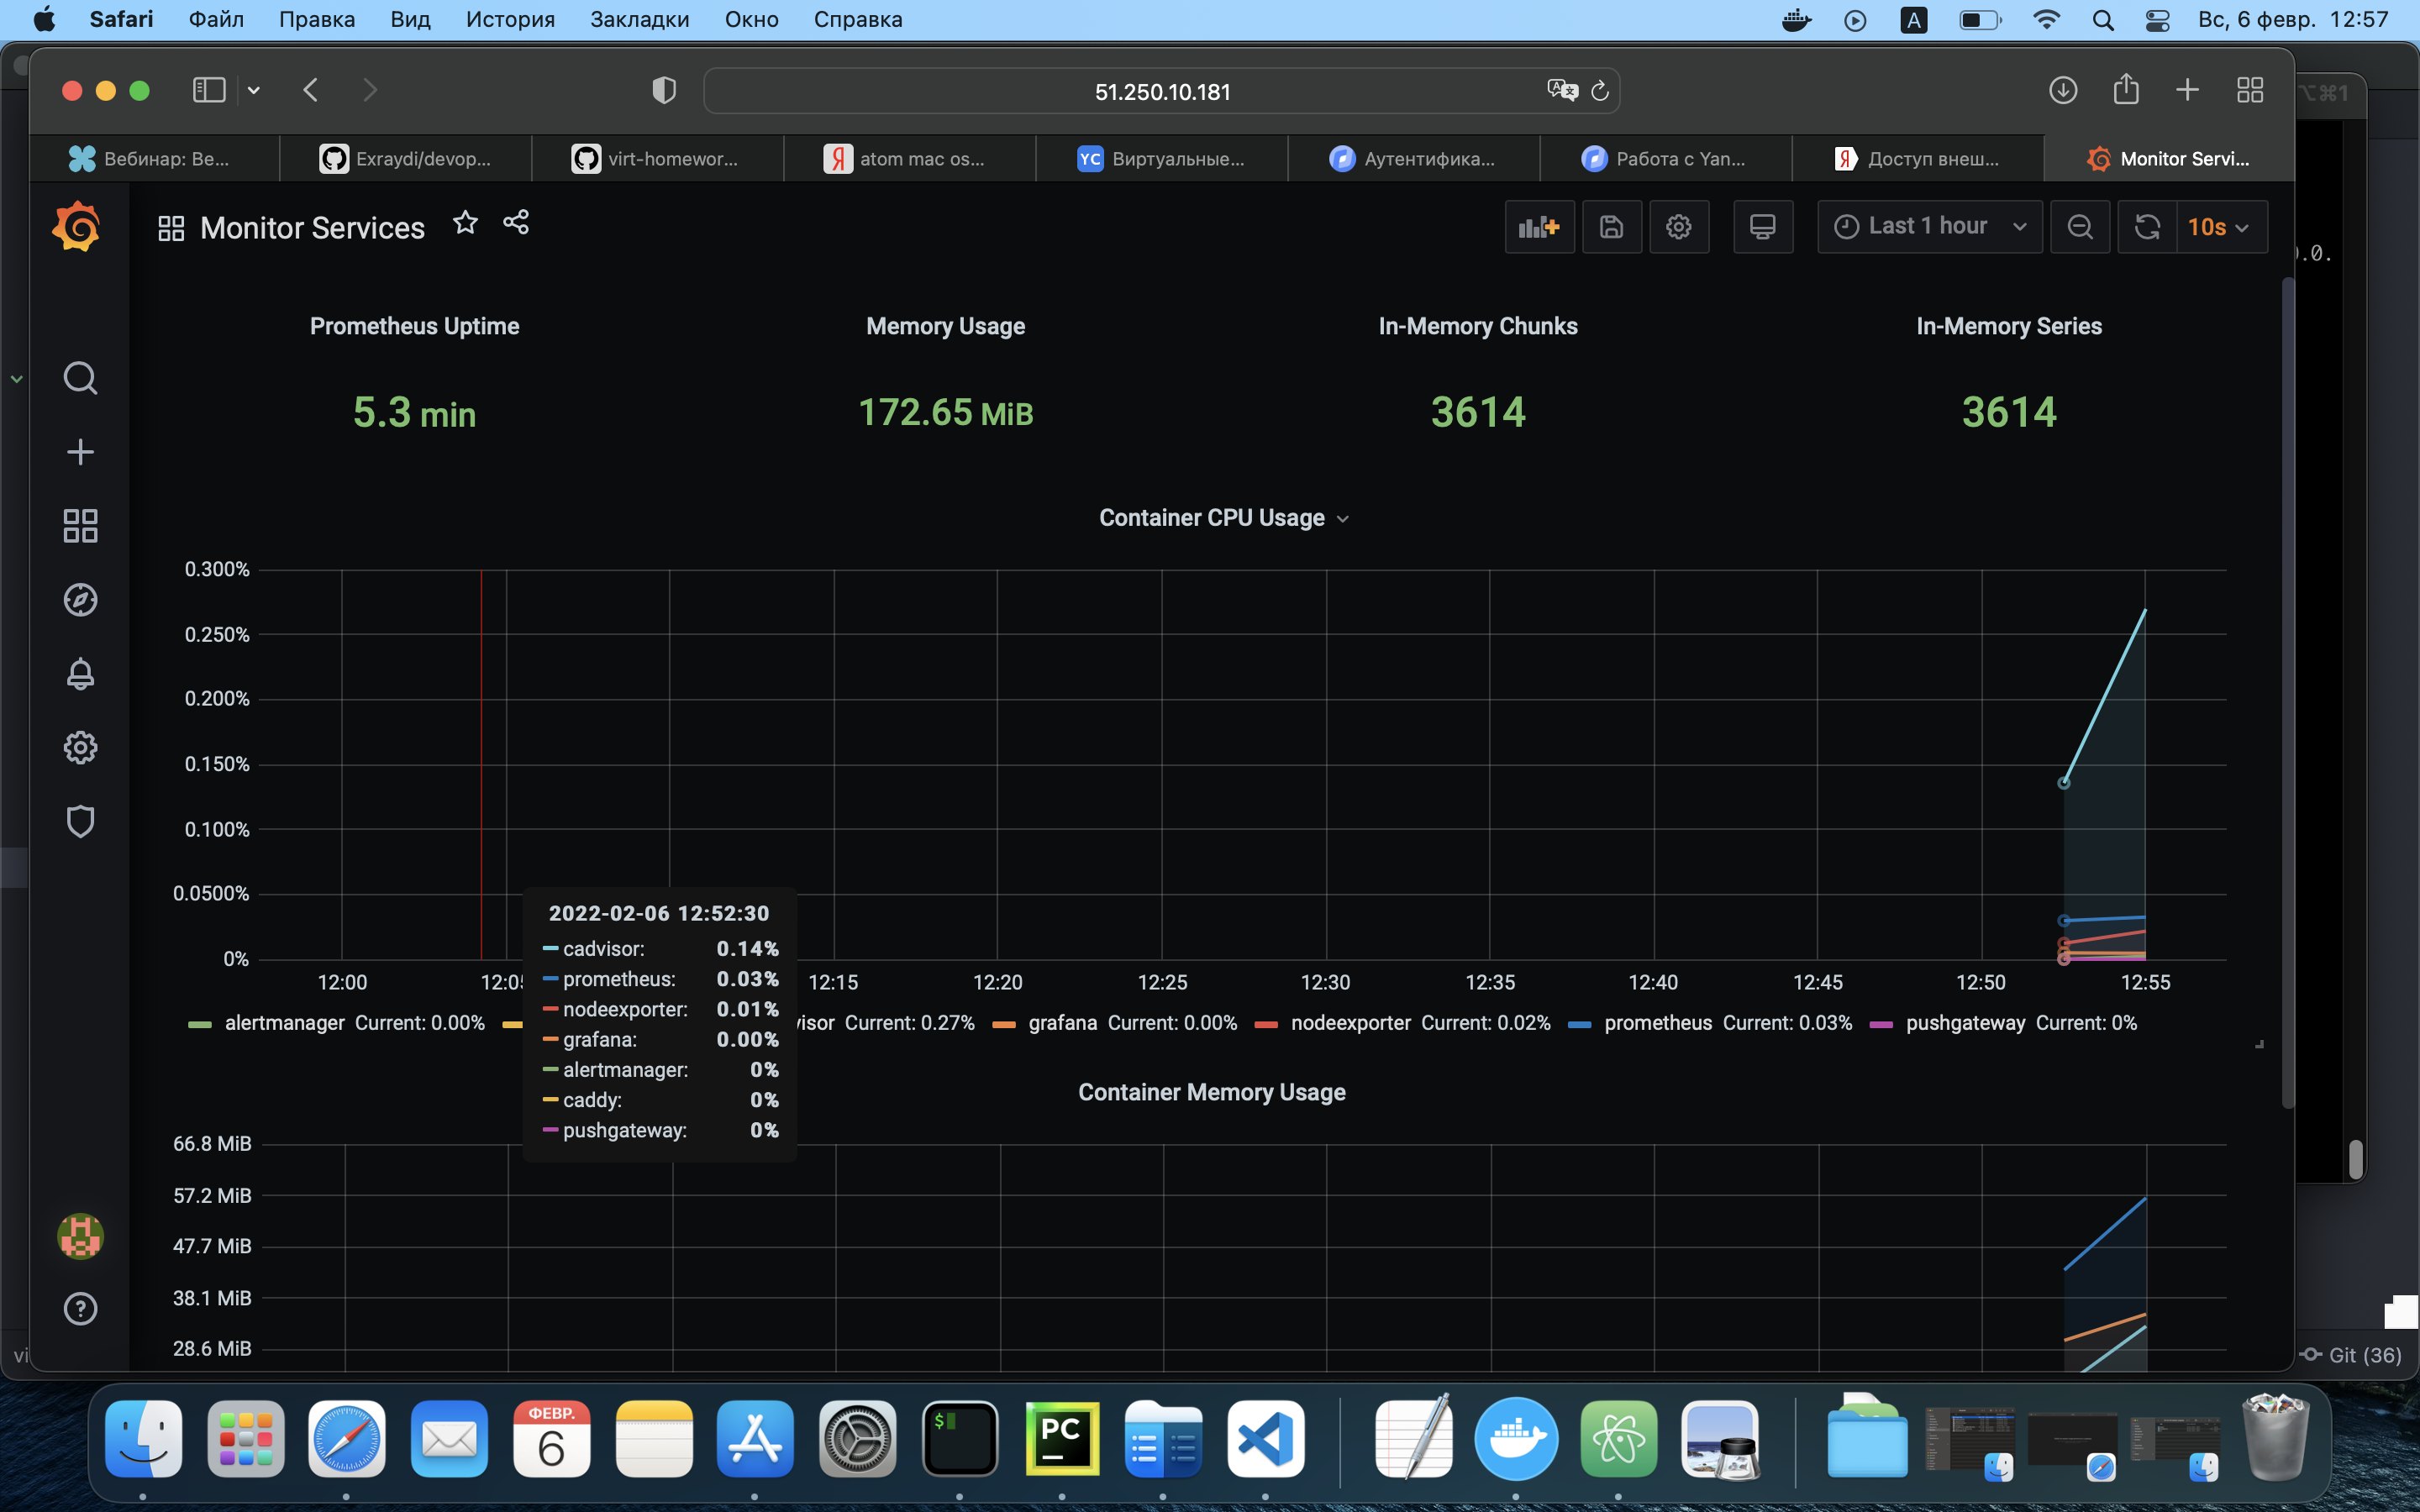 Safari Файл Правка Вид История Закладки Окно Справка A Вс, 6 февр. 12:57
51.250.10.181
⌥⌘1
Вебинар: Ве... Exraydi/devop... virt-homewor... Я atom mac os... YC Виртуальные... Аутентифика... Работа с Yan... Я Доступ внеш... Monitor Servi...
Monitor Services Last 1 hour 10s
.0.
Prometheus Uptime Memory Usage In-Memory Chunks In-Memory Series
5.3 min 172.65 MiB 3614 3614
Container CPU Usage
0.300%
0.250%
0.200%
0.150%
0.100%
0.0500%
0%
12:00 12:05 12:15 12:20 12:25 12:30 12:35 12:40 12:45 12:50 12:55
alertmanager Current: 0.00% visor Current: 0.27% grafana Current: 0.00% nodeexporter Current: 0.02% prometheus Current: 0.03% pushgateway Current: 0%
2022-02-06 12:52:30
cadvisor: 0.14%
prometheus: 0.03%
nodeexporter: 0.01%
grafana: 0.00%
alertmanager: 0%
caddy: 0%
pushgateway: 0%
Container Memory Usage
66.8 MiB
57.2 MiB
47.7 MiB
38.1 MiB
28.6 MiB
vi Git (36)
ФЕВР.
6
$
PC